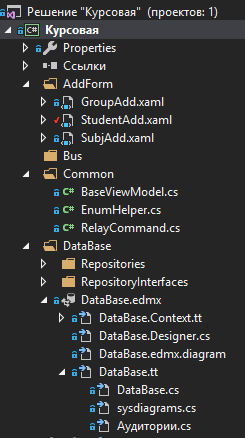 Решение "Курсовая" (проектов: 1)
C# Курсовая
Properties
Ссылки
AddForm
GroupAdd.xaml
StudentAdd.xaml
SubjAdd.xaml
Bus
Common
C# BaseViewModel.cs
C# EnumHelper.cs
C# RelayCommand.cs
DataBase
Repositories
RepositoryInterfaces
DataBase.edmx
DataBase.Context.tt
DataBase.Designer.cs
DataBase.edmx.diagram
DataBase.tt
DataBase.cs
sysdiagrams.cs
Аудитории.cs